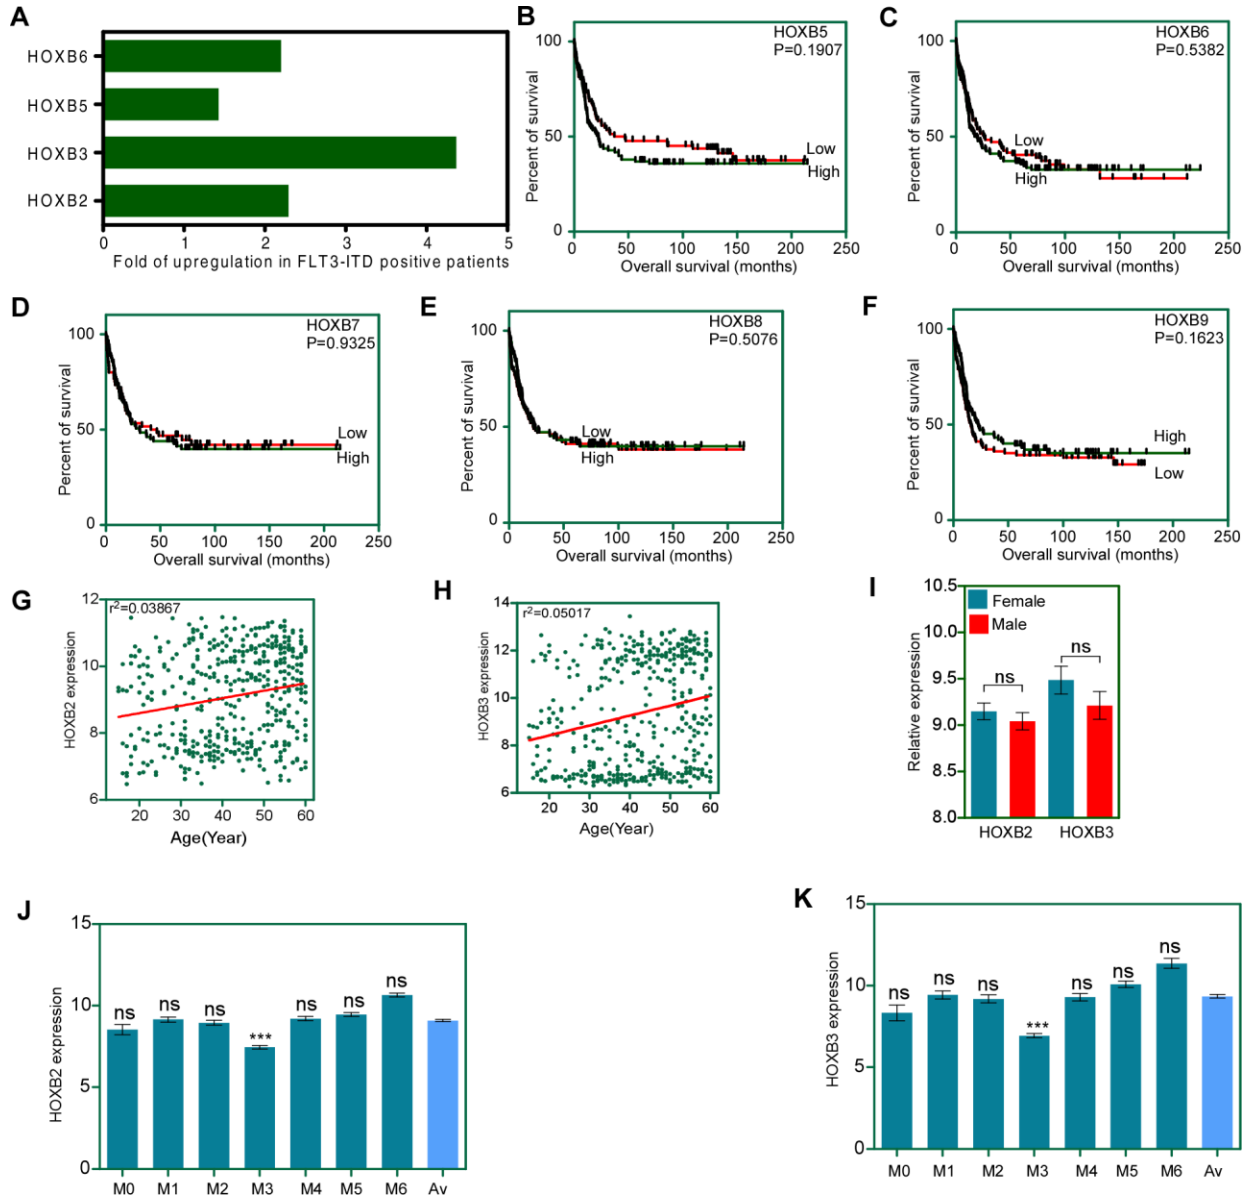 A
HOXB6
HOXB5
HOXB3
HOXB2
0 1 2 3 4 5
Fold of upregulation in FLT3-ITD positive patients
B
HOXB5
P=0.1907
Percent of survival
100
50
0
Low
High
0 50 100 150 200 250
Overall survival (months)
C
HOXB6
P=0.5382
Percent of survival
100
50
0
Low
High
0 50 100 150 200 250
Overall survival (months)
D
HOXB7
P=0.9325
Percent of survival
100
50
0
Low
High
0 50 100 150 200 250
Overall survival (months)
E
HOXB8
P=0.5076
Percent of survival
100
50
0
Low
High
0 50 100 150 200 250
Overall survival (months)
F
HOXB9
P=0.1623
Percent of survival
100
50
0
High
Low
0 50 100 150 200 250
Overall survival (months)
G
r²=0.03867
HOXB2 expression
12
10
8
6
20 30 40 50 60
Age(Year)
H
r²=0.05017
HOXB3 expression
14
12
10
8
6
20 30 40 50 60
Age(Year)
I
Female
Male
Relative expression
10.5
10.0
9.5
9.0
8.5
8.0
ns
ns
HOXB2 HOXB3
J
HOXB2 expression
15
10
5
0
ns ns ns *** ns ns ns
M0 M1 M2 M3 M4 M5 M6 Av
K
HOXB3 expression
15
10
5
0
ns ns ns *** ns ns ns
M0 M1 M2 M3 M4 M5 M6 Av